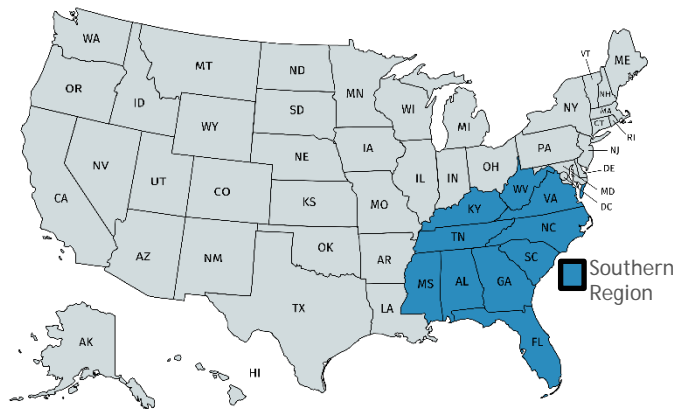 WA
MT
ND
MN
VT
ME
OR
ID
SD
WI
MI
NY
NH
MA
CT
RI
WY
NE
IA
PA
NJ
NV
UT
CO
IL
IN
OH
DE
MD
DC
CA
KS
MO
KY
WV
VA
AZ
NM
OK
AR
TN
NC
SC
MS
AL
GA
TX
LA
FL
AK
HI
Southern
Region